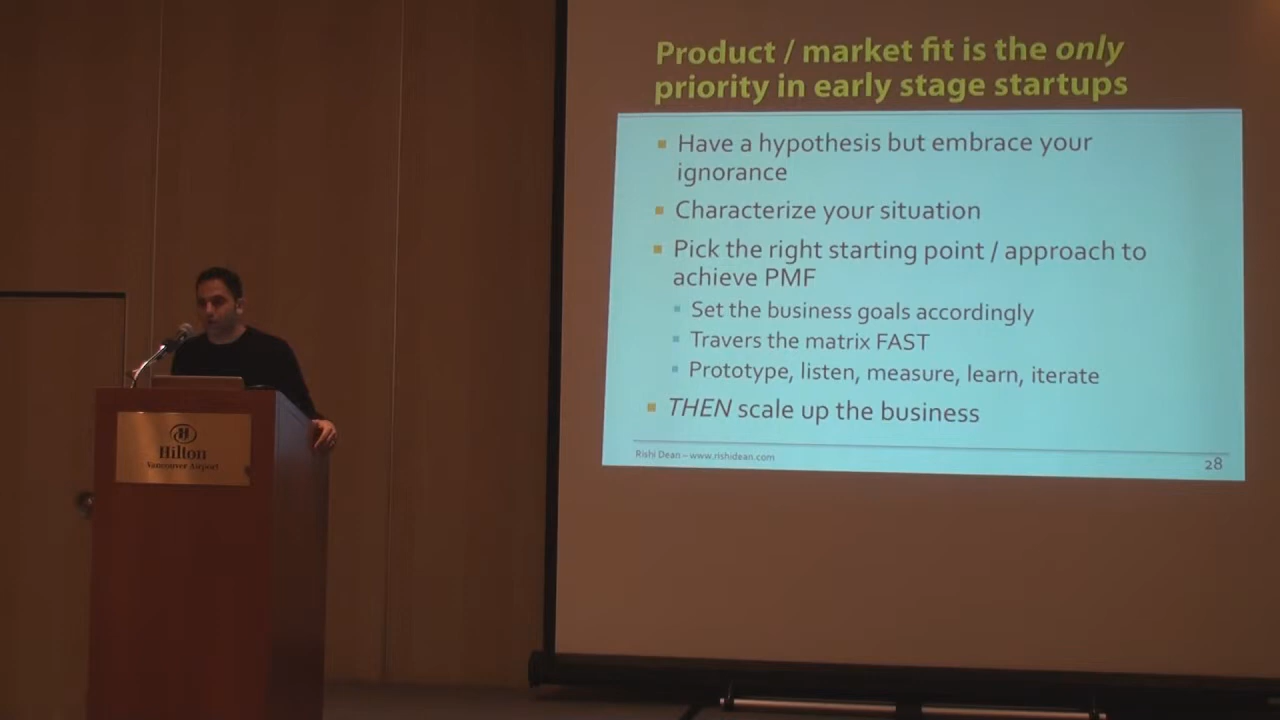 Product / market fit is the only
priority in early stage startups
Have a hypothesis but embrace your
ignorance
Characterize your situation
Pick the right starting point / approach to
achieve PMF
Set the business goals accordingly
Travers the matrix FAST
Prototype, listen, measure, learn, iterate
THEN scale up the business
Rishi Dean – www.rishidean.com
28
Hilton
Vancouver Airport